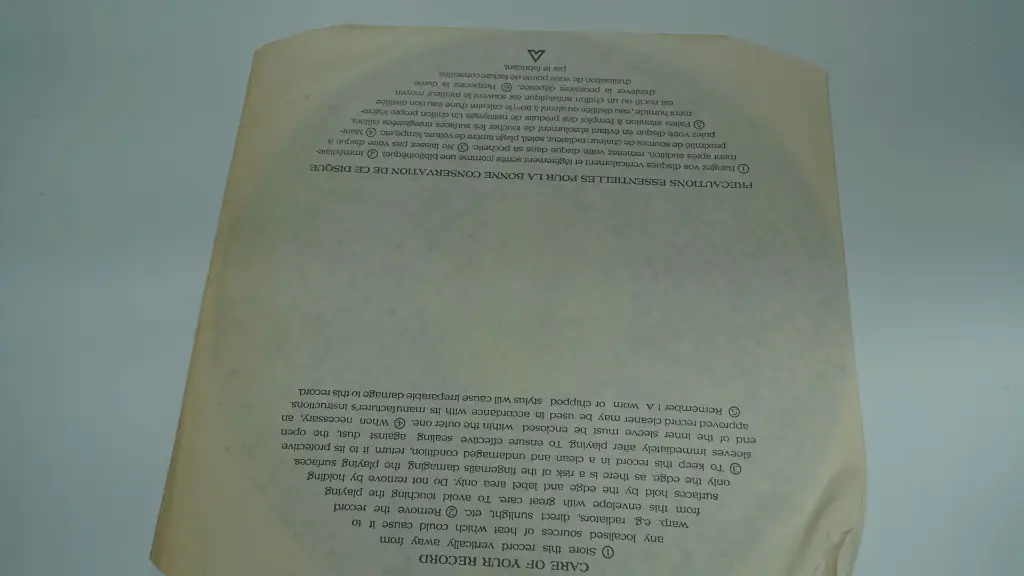 CARE OF YOUR RECORD
① Store this record vertically away from
any localised sources of heat which could cause it to
warp. e.g. radiators, direct sunlight, etc. ② Remove the record
from this envelope with great care. To avoid touching the playing
surfaces hold by the edge and label area only. Do not remove by holding
only the edge, as there is a risk of the fingernails damaging the playing surfaces.
③ To keep this record in a clean and undamaged condition, return it to its protective
sleeves immediately after playing. To ensure effective sealing against dust, the open
end of the inner sleeve must be enclosed within the outer one. ④ When necessary, an
approved record cleaner may be used in accordance with its manufacturer's instructions.
⑤ Remember ! A worn or chipped stylus will cause irreparable damage to this record.
PRECAUTIONS ESSENTIELLES POUR LA BONNE CONSERVATION DE CE DISQUE
① Rangez vos disques verticalement et légèrement serrés (comme une bibliothèque). ② Immédiate-
ment après audition, remettez votre disque dans sa pochette. ③ Ne laissez pas votre disque à
proximité de sources de chaleur: radiateur, soleil, plage arrière de voiture, lampe, etc. ④ Mani-
pulez votre disque en évitant absolument de toucher les surfaces enregistrées (sillons).
⑤ Faites attention à l'emploi des produits de nettoyage. Un chiffon propre légère-
ment humide, eau distillée ou alcool à 90° (le calcaire d'une eau non distillée
est nocif) ou un chiffon antistatique est souvent le meilleur moyen
d'enlever la poussière déposée. ⑥ Respectez la durée
d'utilisation de votre pointe de lecture conseillée
par le fabricant.